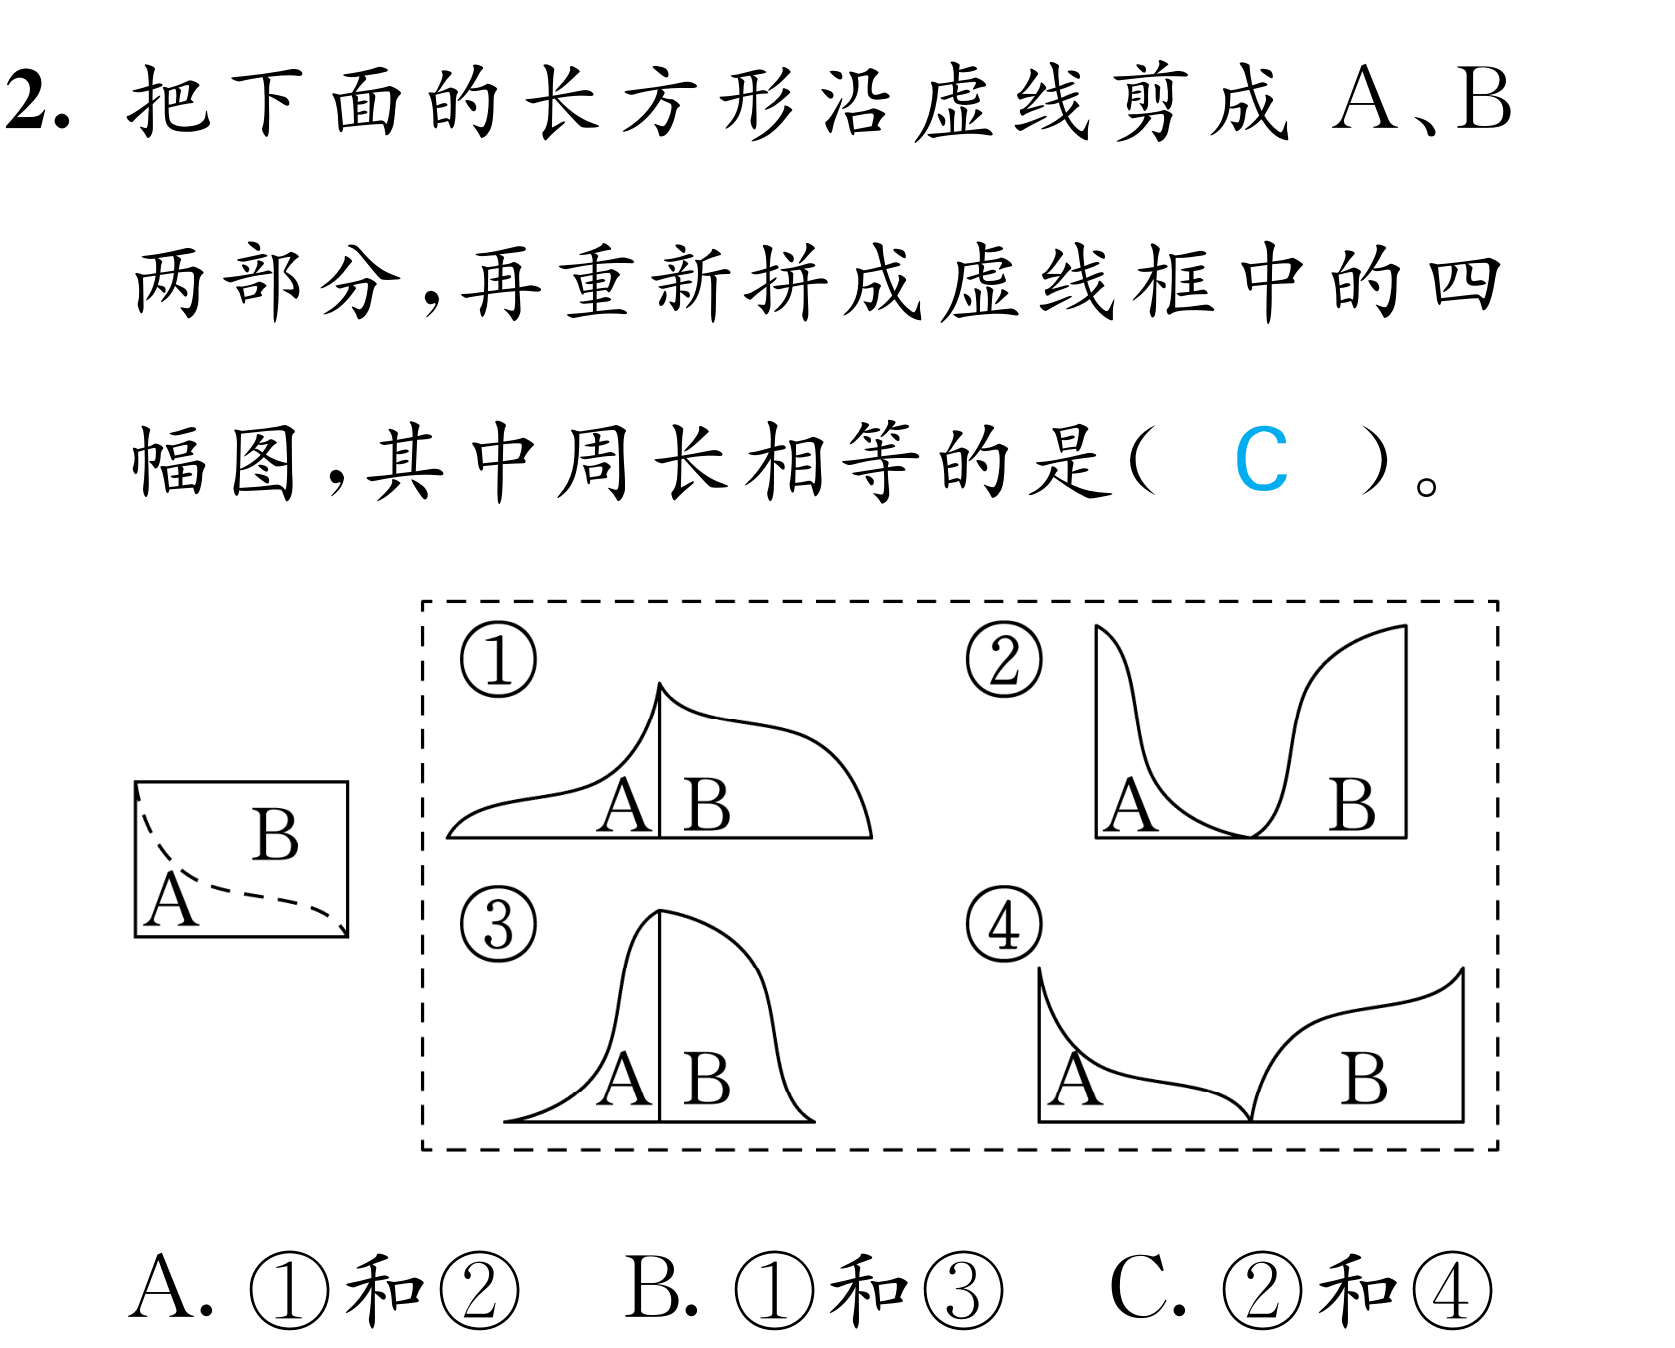 2. 把下面的长方形沿虚线剪成 A、B
两部分,再重新拼成虚线框中的四
幅图,其中周长相等的是( C )。
① ②
A B A B
B
A
③ ④
A B A B
A. ①和② B. ①和③ C. ②和④